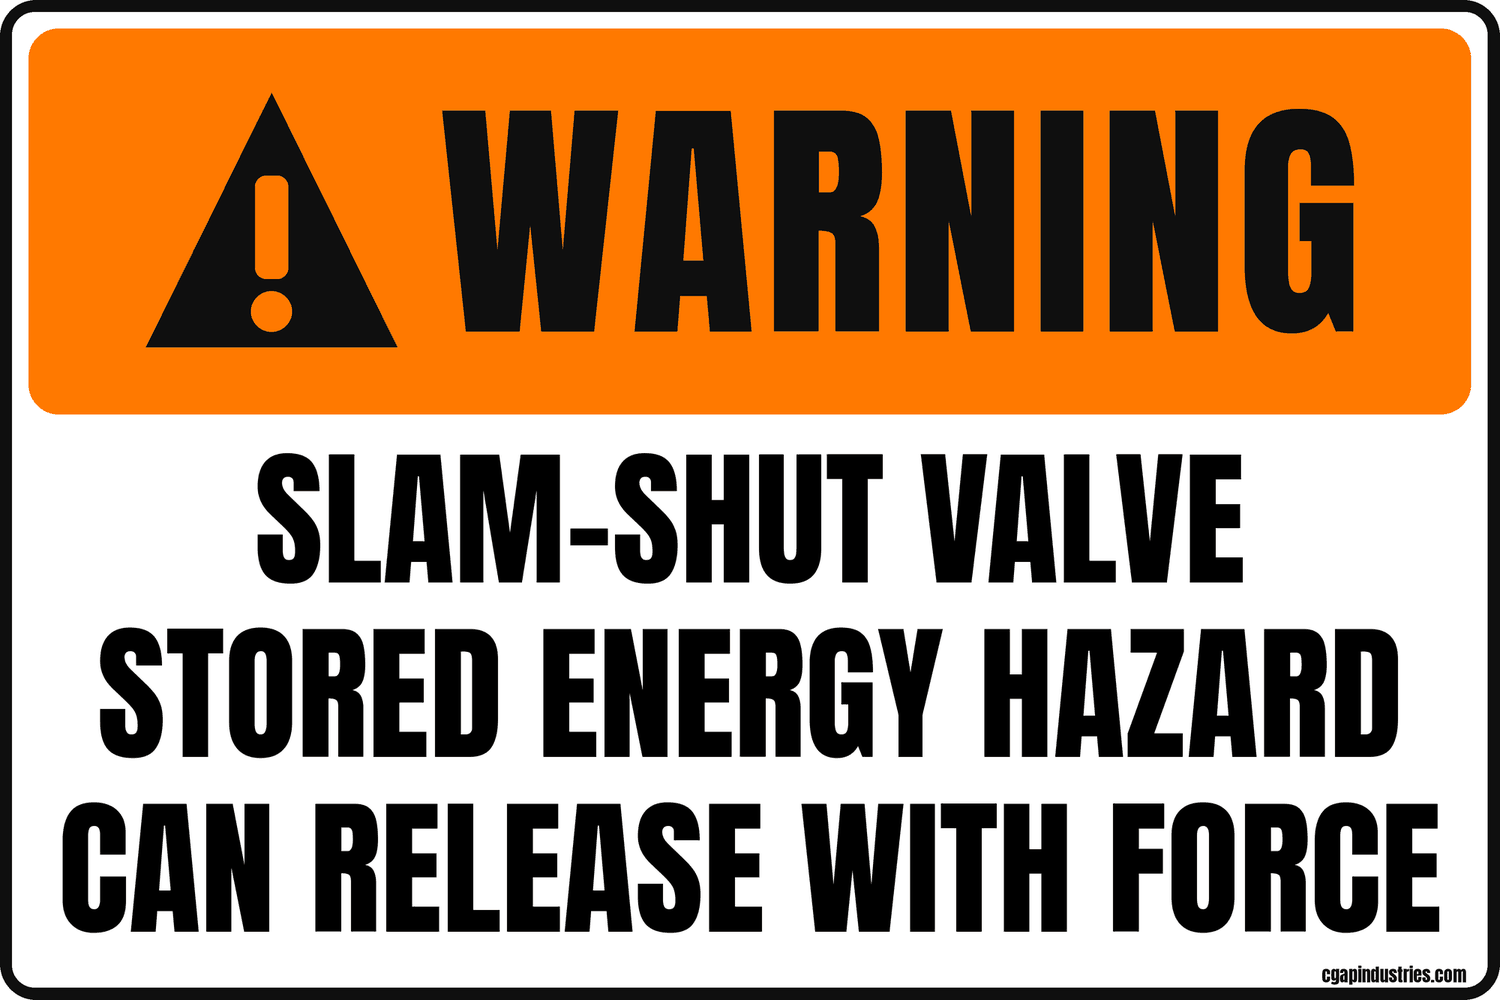 WARNING
SLAM-SHUT VALVE
STORED ENERGY HAZARD
CAN RELEASE WITH FORCE
cgapindustries.com